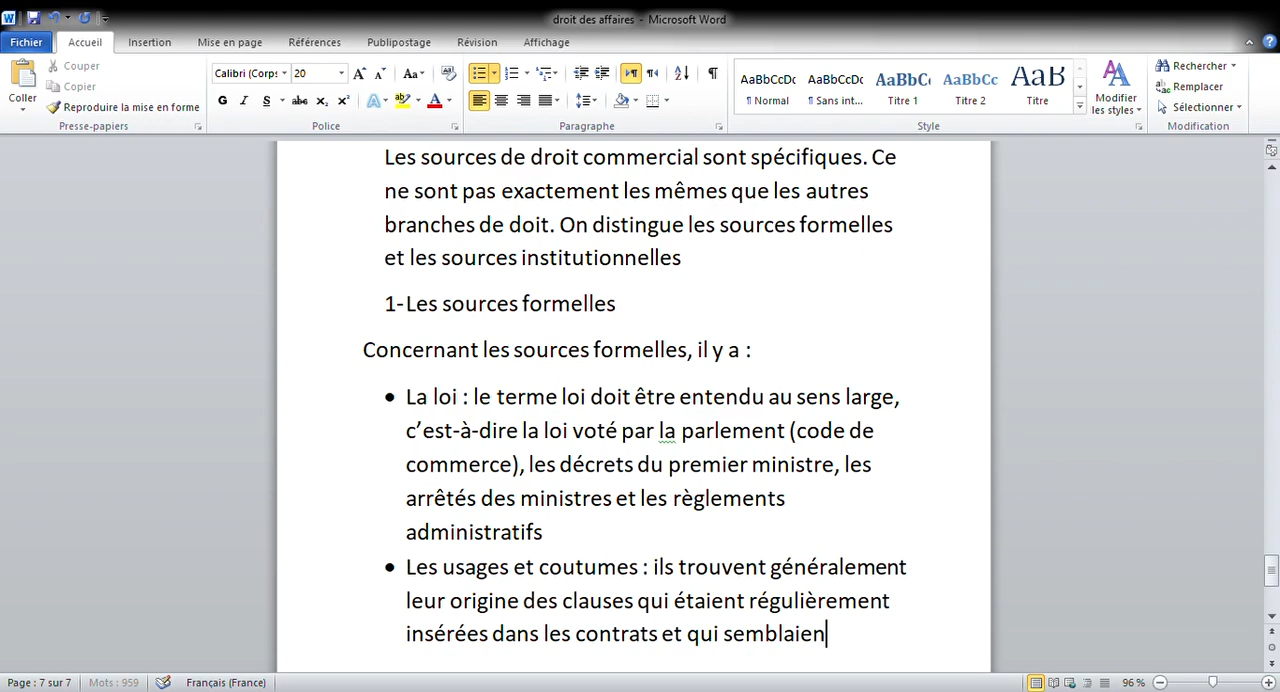 droit des affaires - Microsoft Word
Fichier Accueil Insertion Mise en page Références Publipostage Révision Affichage
Coller
Couper
Copier
Reproduire la mise en forme
Presse-papiers
Calibri (Corps 20
G I S abc x₂ x²
Police
Paragraphe
AaBbCcDc AaBbCcDc AaBbC AaBbCc AaB
¶ Normal ¶ Sans int... Titre 1 Titre 2 Titre
Modifier les styles
Style
Rechercher
Remplacer
Sélectionner
Modification
Les sources de droit commercial sont spécifiques. Ce
ne sont pas exactement les mêmes que les autres
branches de doit. On distingue les sources formelles
et les sources institutionnelles
1-Les sources formelles
Concernant les sources formelles, il y a :
• La loi : le terme loi doit être entendu au sens large,
c'est-à-dire la loi voté par la parlement (code de
commerce), les décrets du premier ministre, les
arrêtés des ministres et les règlements
administratifs
• Les usages et coutumes : ils trouvent généralement
leur origine des clauses qui étaient régulièrement
insérées dans les contrats et qui semblaien
Page : 7 sur 7 Mots : 959 Français (France) 96 %